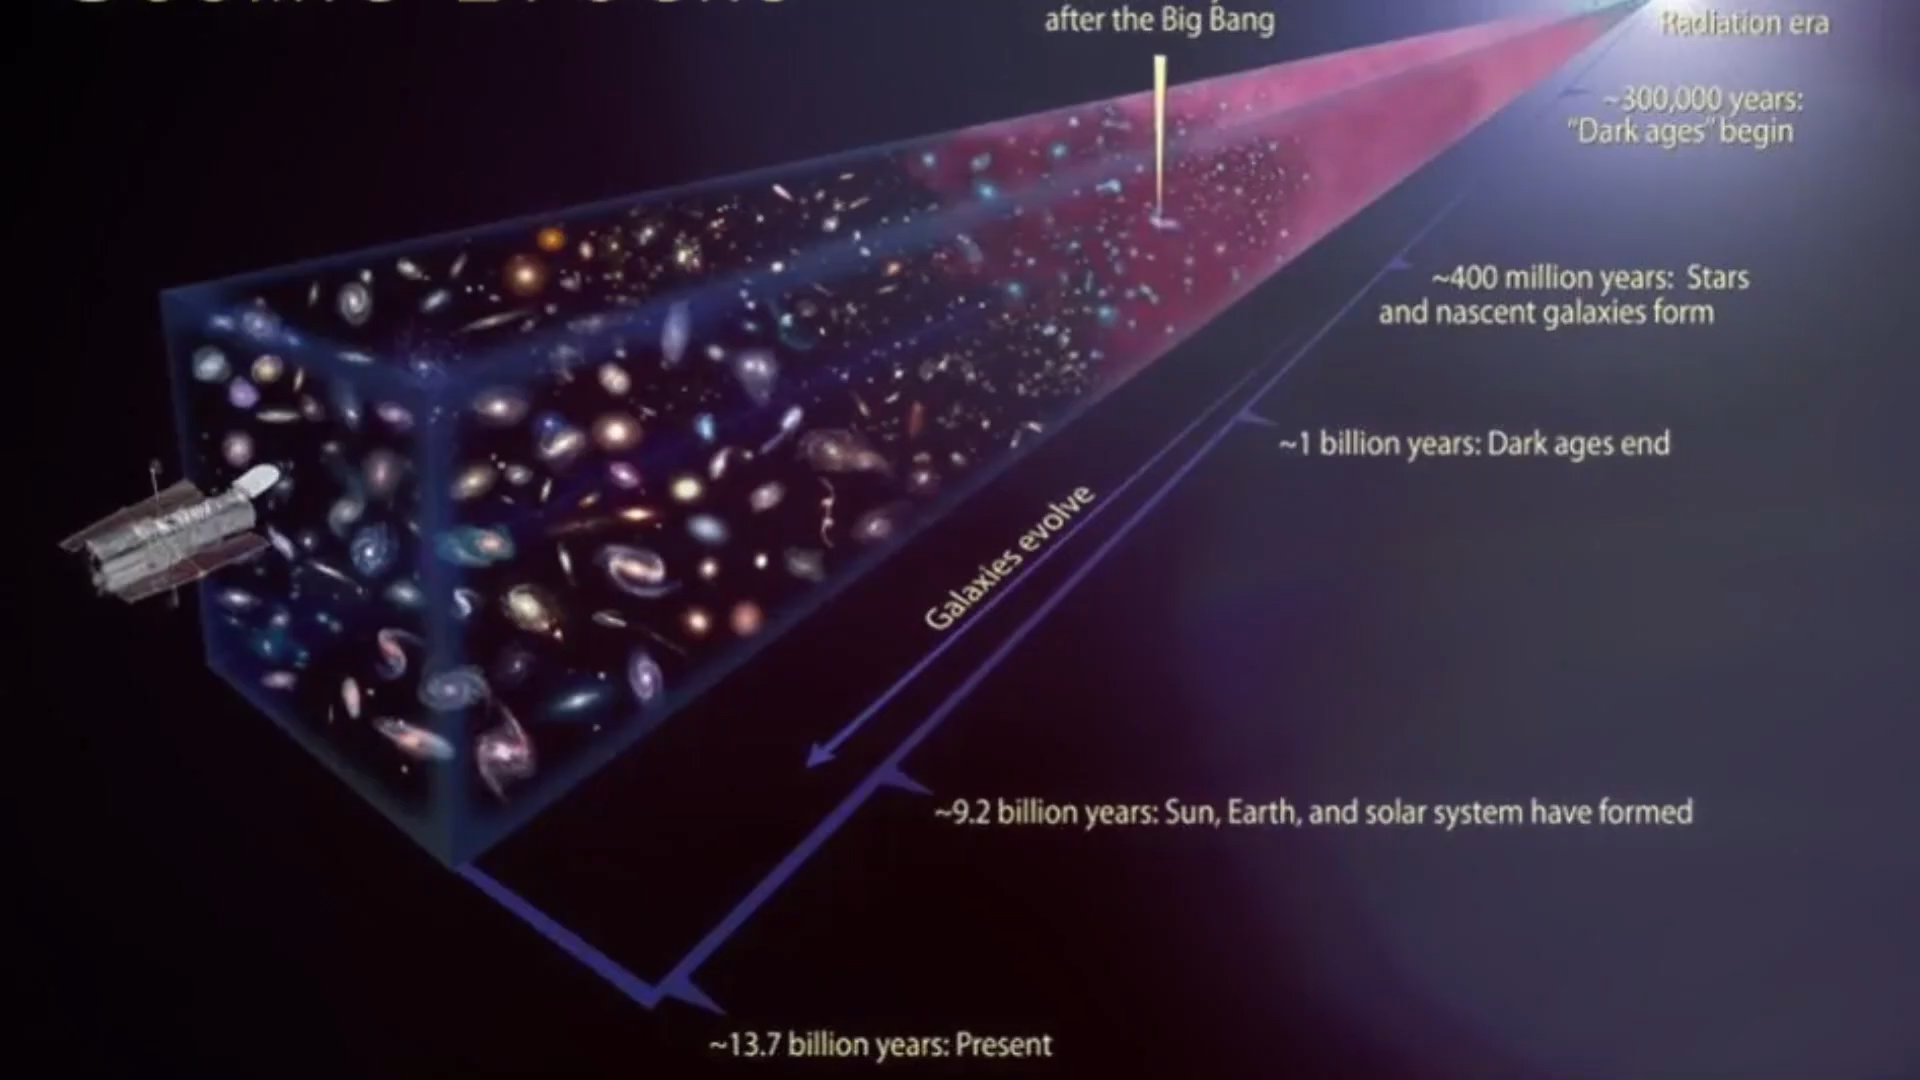 after the Big Bang
Radiation era
~300,000 years:
"Dark ages" begin
~400 million years: Stars
and nascent galaxies form
~1 billion years: Dark ages end
Galaxies evolve
~9.2 billion years: Sun, Earth, and solar system have formed
~13.7 billion years: Present